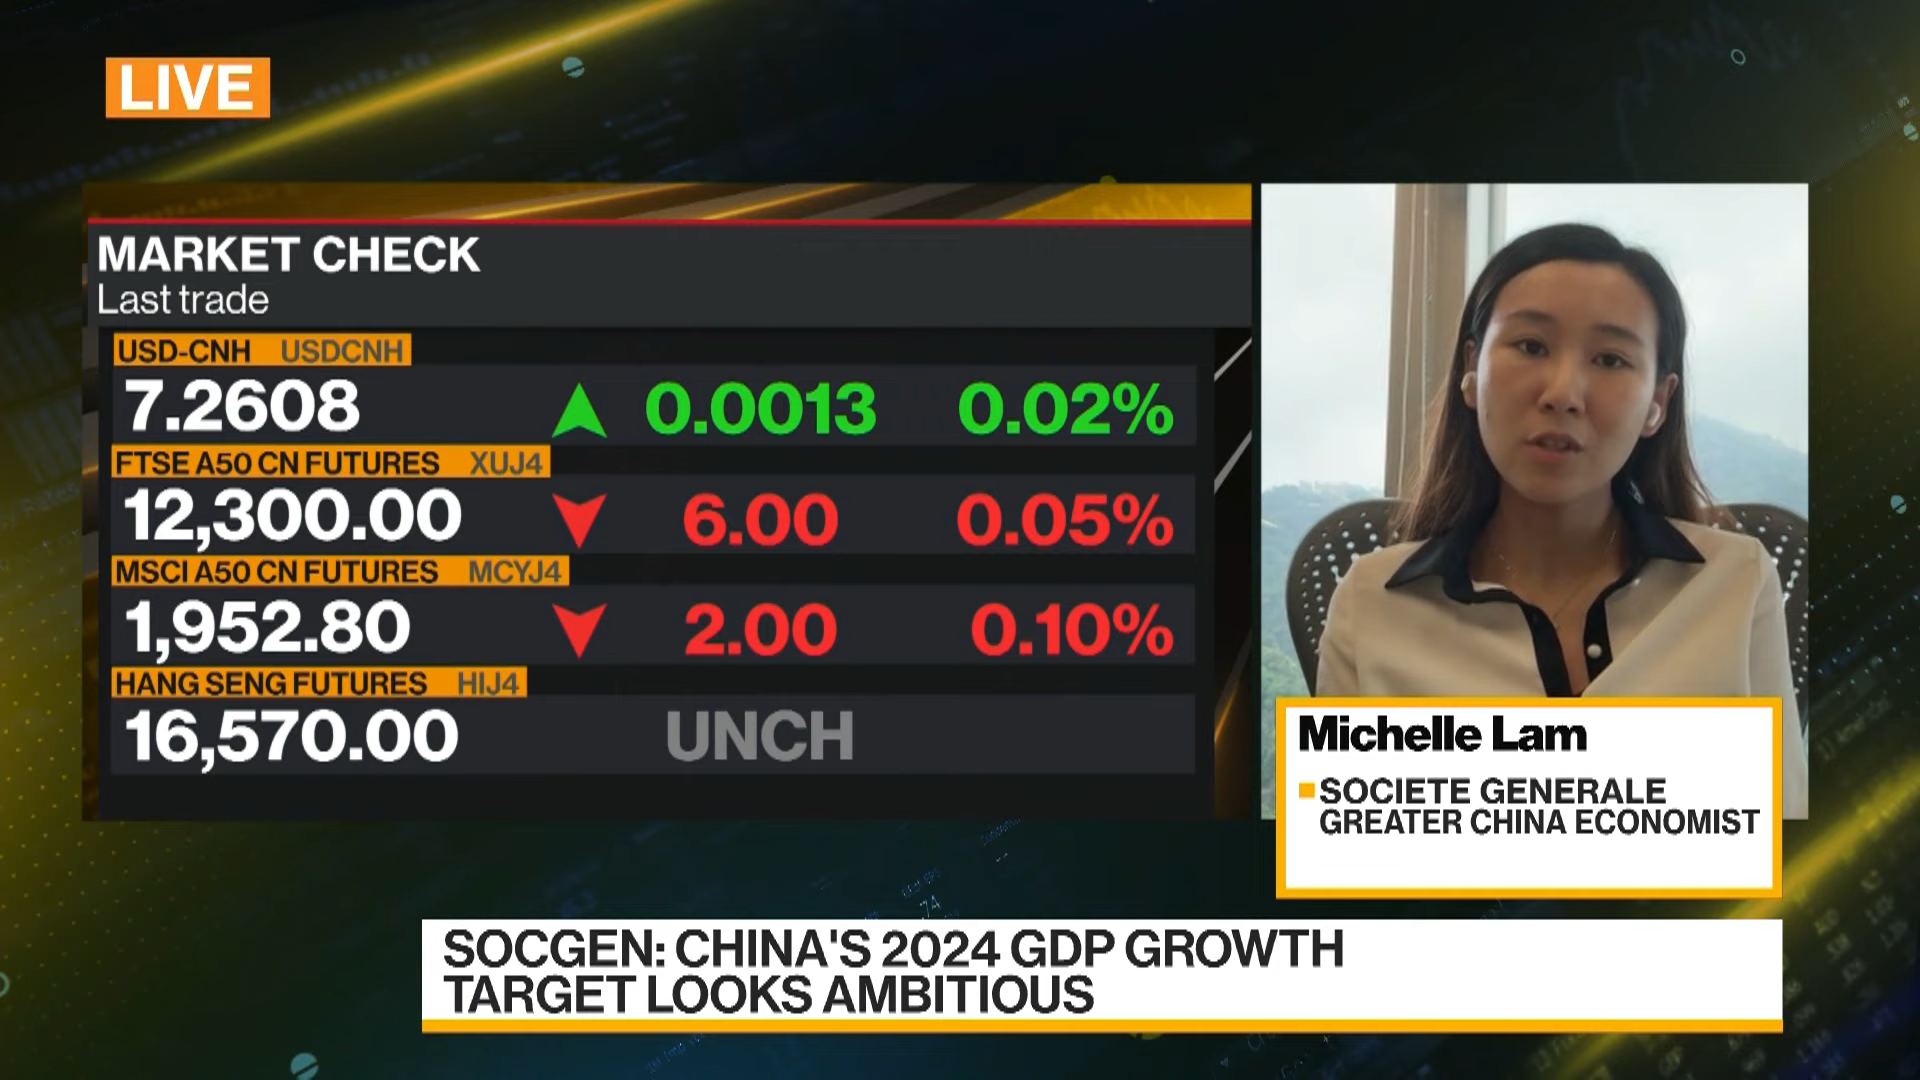 LIVE
MARKET CHECK
Last trade
USD-CNH USDCNH
7.2608 ▲ 0.0013 0.02%
FTSE A50 CN FUTURES XUJ4
12,300.00 ▼ 6.00 0.05%
MSCI A50 CN FUTURES MCYJ4
1,952.80 ▼ 2.00 0.10%
HANG SENG FUTURES HIJ4
16,570.00 UNCH
Michelle Lam
SOCIETE GENERALE
GREATER CHINA ECONOMIST
SOCGEN: CHINA'S 2024 GDP GROWTH
TARGET LOOKS AMBITIOUS